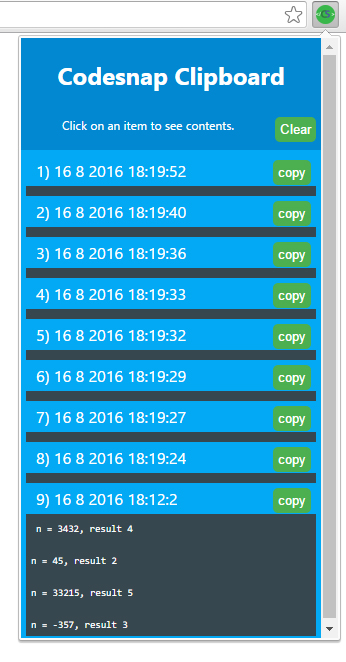 CS
Codesnap Clipboard
Click on an item to see contents.
Clear
1) 16 8 2016 18:19:52
copy
2) 16 8 2016 18:19:40
copy
3) 16 8 2016 18:19:36
copy
4) 16 8 2016 18:19:33
copy
5) 16 8 2016 18:19:32
copy
6) 16 8 2016 18:19:29
copy
7) 16 8 2016 18:19:27
copy
8) 16 8 2016 18:19:24
copy
9) 16 8 2016 18:12:2
copy
n = 3432, result 4
n = 45, result 2
n = 33215, result 5
n = -357, result 3